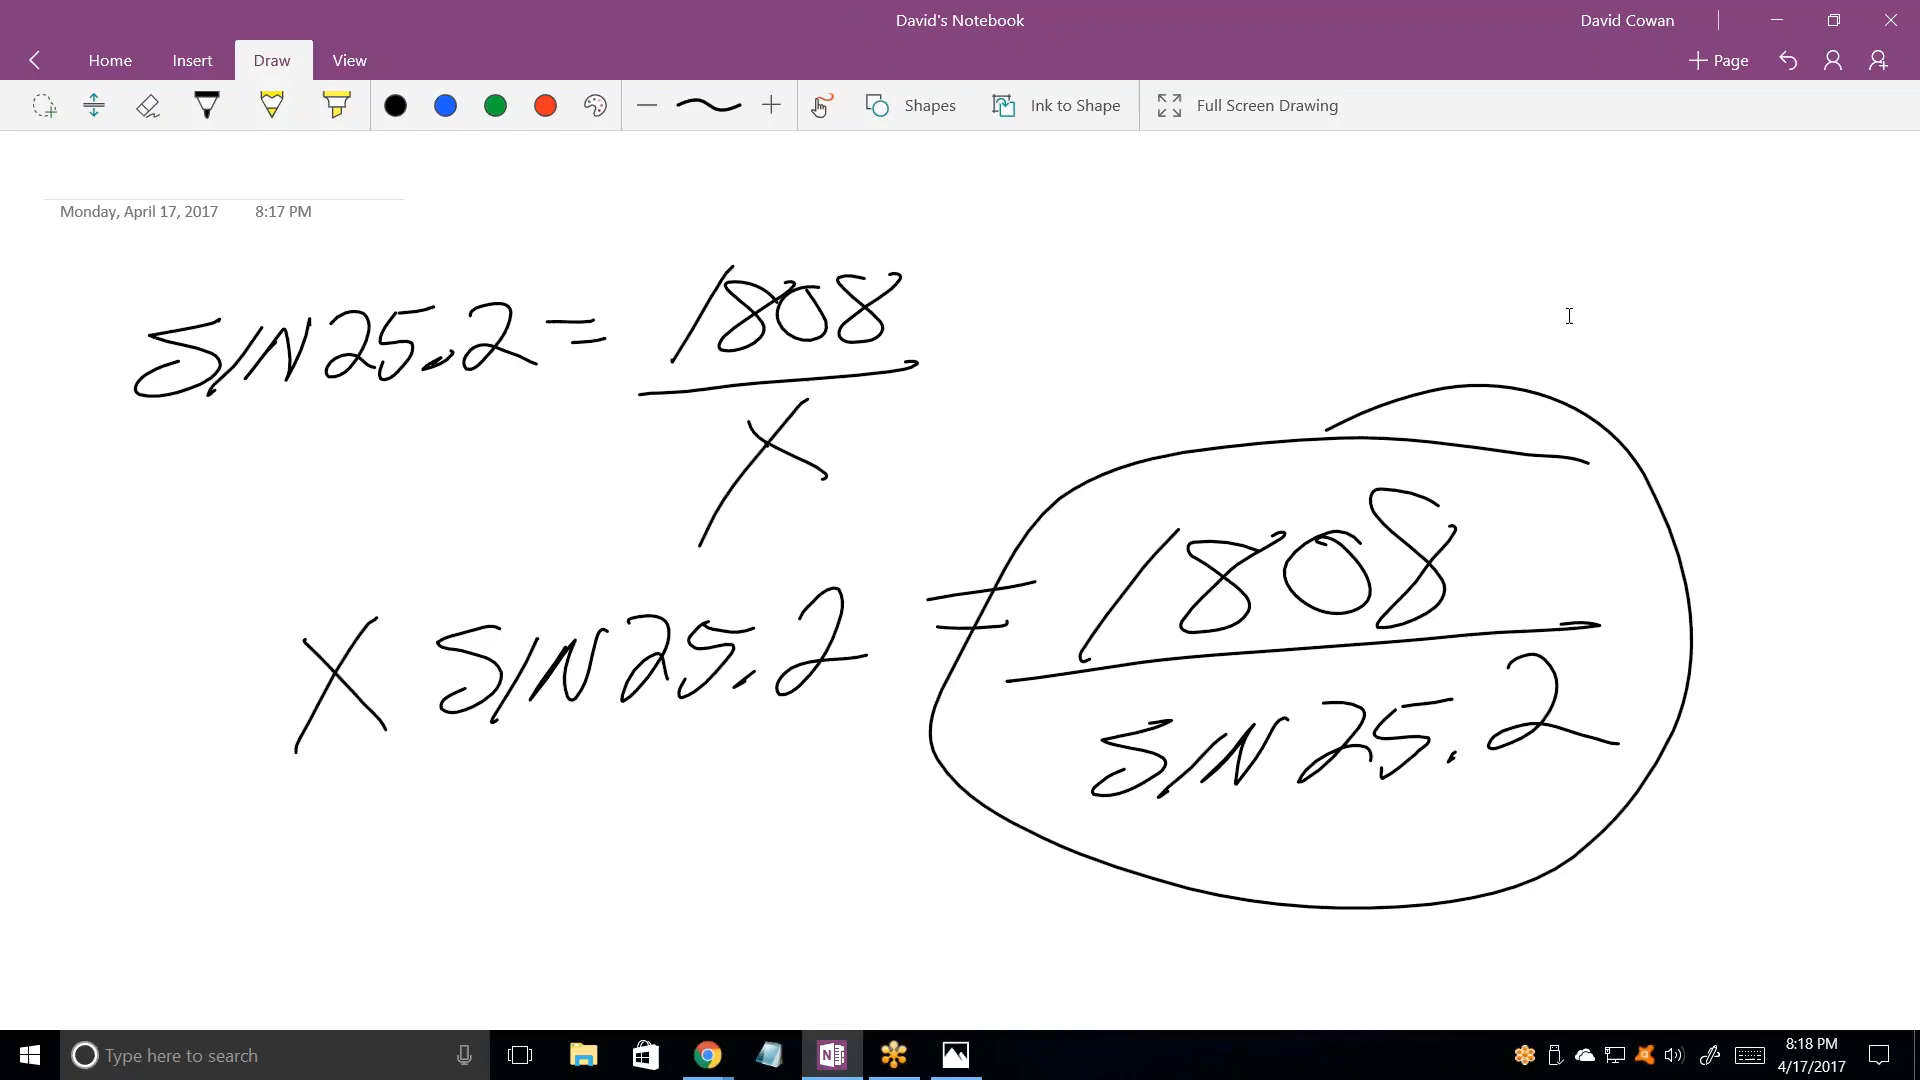 David's Notebook
David Cowan
Home Insert Draw View
Page
Shapes Ink to Shape Full Screen Drawing
Monday, April 17, 2017 8:17 PM
SIN 25.2 = 1808
X
X SIN 25.2 = 1808
SIN 25.2
Type here to search
N
8:18 PM
4/17/2017